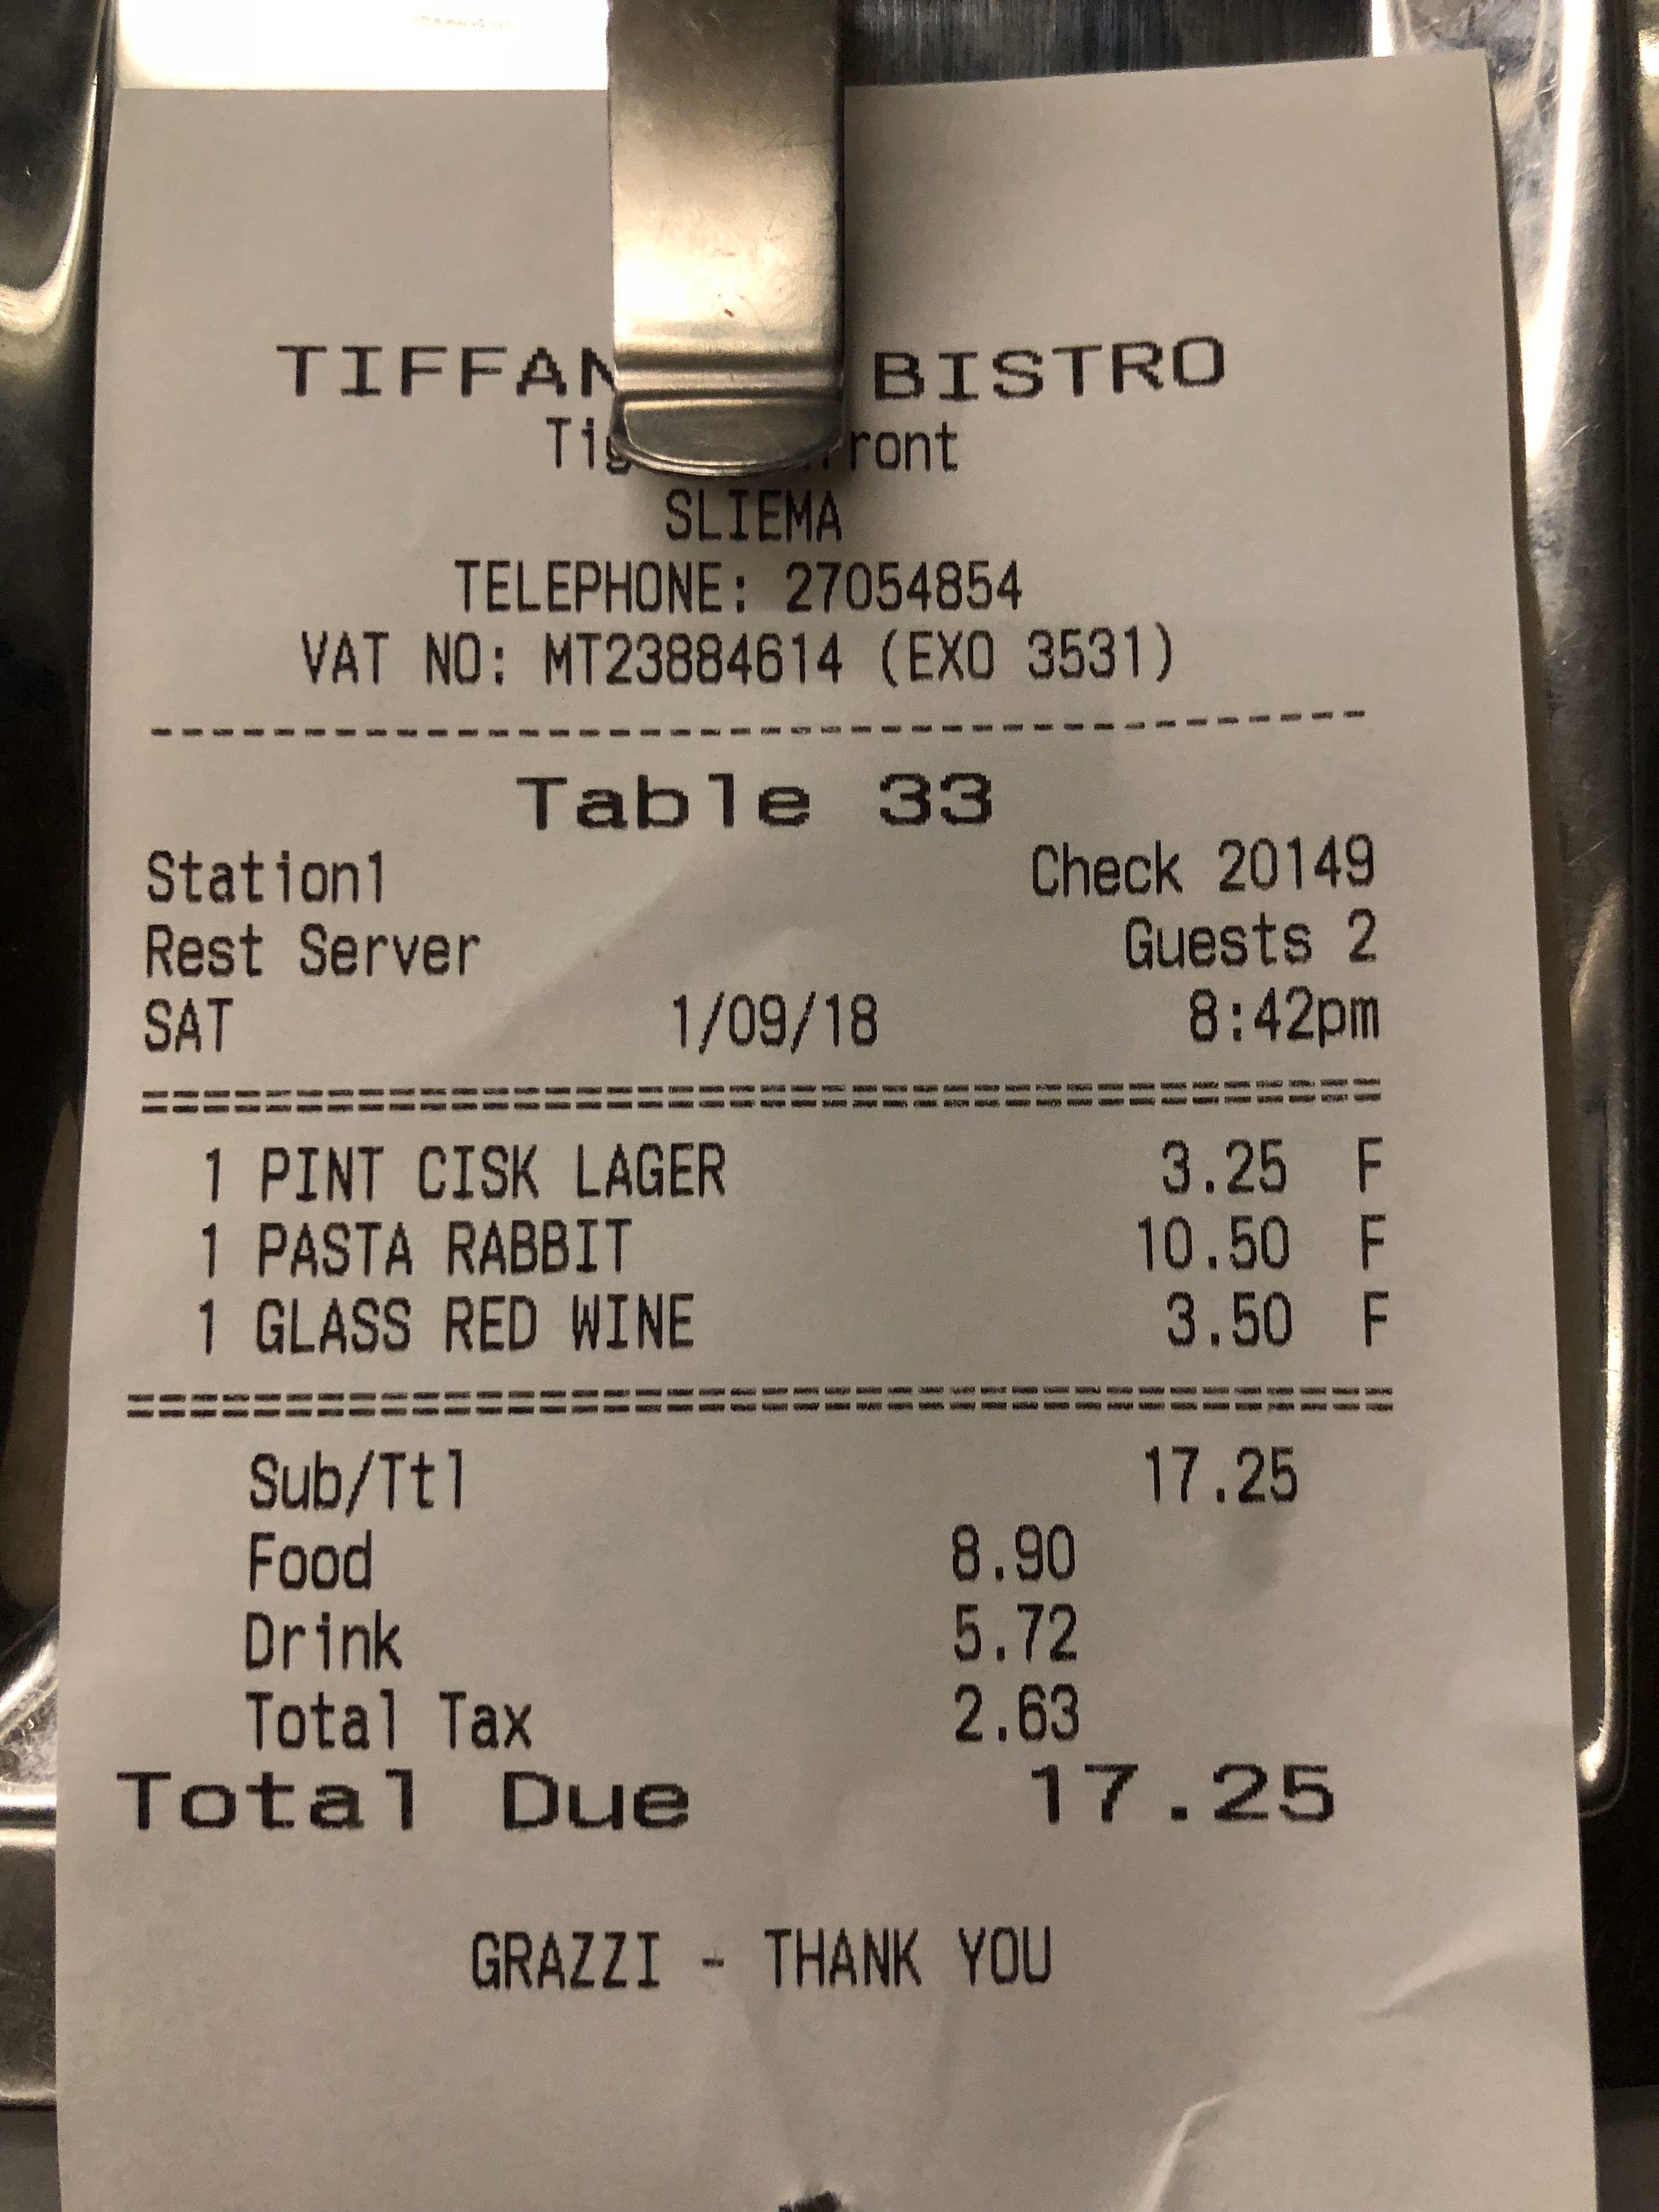 TIFFAN BISTRO
Tig ront
SLIEMA
TELEPHONE: 27054854
VAT NO: MT23884614 (EXO 3531)
Table 33
Station1 Check 20149
Rest Server Guests 2
SAT 1/09/18 8:42pm
1 PINT CISK LAGER 3.25 F
1 PASTA RABBIT 10.50 F
1 GLASS RED WINE 3.50 F
Sub/Ttl 17.25
Food 8.90
Drink 5.72
Total Tax 2.63
Total Due 17.25
GRAZZI - THANK YOU